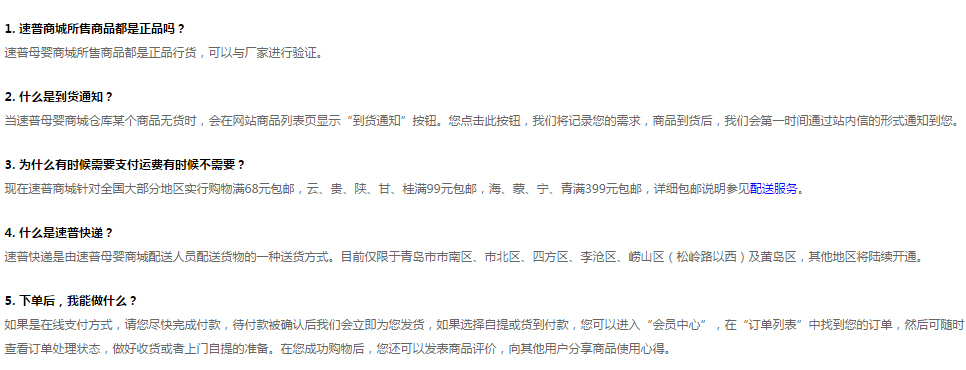 1. 速普商城所售商品都是正品吗？
速普母婴商城所售商品都是正品行货，可以与厂家进行验证。
2. 什么是到货通知？
当速普母婴商城仓库某个商品无货时，会在网站商品列表页显示“到货通知”按钮。您点击此按钮，我们将记录您的需求，商品到货后，我们会第一时间通过站内信的形式通知到您。
3. 为什么有时候需要支付运费有时候不需要？
现在速普商城针对全国大部分地区实行购物满68元包邮，云、贵、陕、甘、桂满99元包邮，海、蒙、宁、青满399元包邮，详细包邮说明参见配送服务。
4. 什么是速普快递？
速普快递是由速普母婴商城配送人员配送货物的一种送货方式。目前仅限于青岛市市南区、市北区、四方区、李沧区、崂山区（松岭路以西）及黄岛区，其他地区将陆续开通。
5. 下单后，我能做什么？
如果是在线支付方式，请您尽快完成付款，待付款被确认后我们会立即为您发货，如果选择自提或货到付款，您可以进入“会员中心”，在“订单列表”中找到您的订单，然后可随时
查看订单处理状态，做好收货或者上门自提的准备。在您成功购物后，您还可以发表商品评价，向其他用户分享商品使用心得。